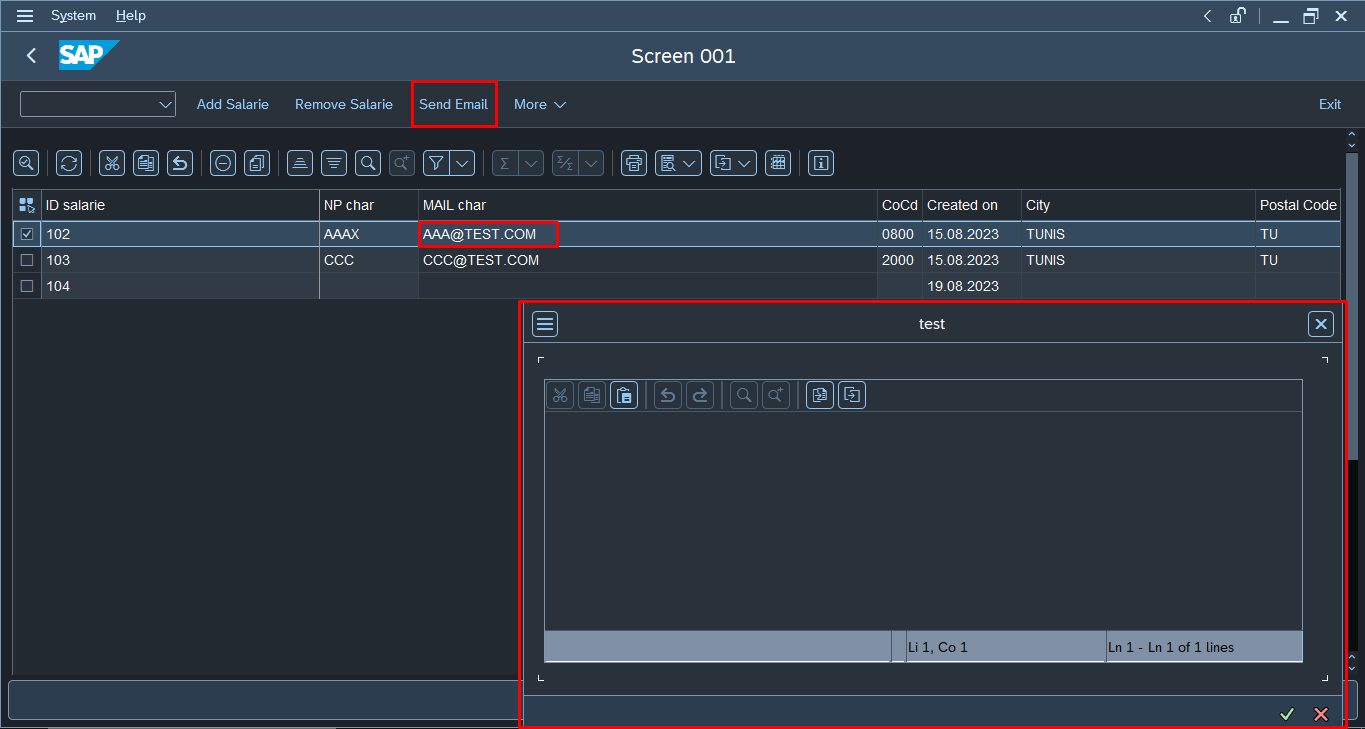 System Help
SAP Screen 001
Add Salarie Remove Salarie Send Email More Exit
ID salarie NP char MAIL char CoCd Created on City Postal Code
102 AAAX AAA@TEST.COM 0800 15.08.2023 TUNIS TU
103 CCC CCC@TEST.COM 2000 15.08.2023 TUNIS TU
104 19.08.2023
test
Li 1, Co 1 Ln 1 - Ln 1 of 1 lines